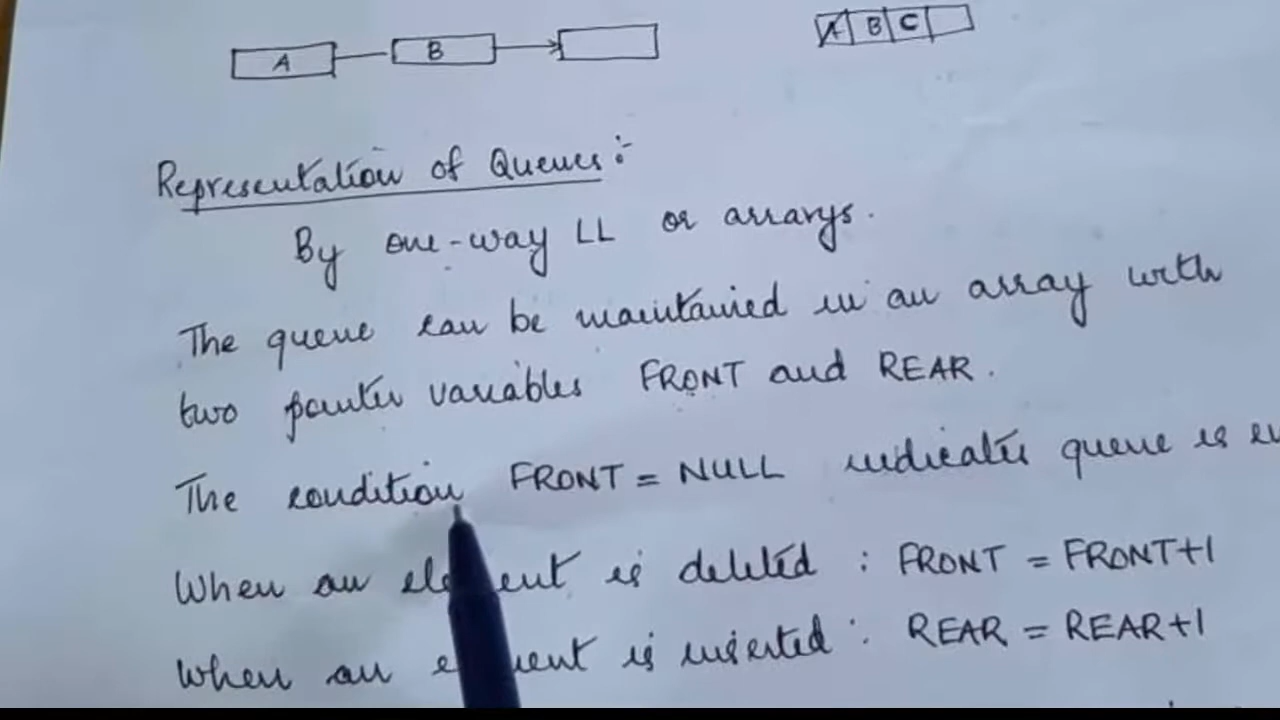 A B A B C
Representation of Queues :-
By one-way LL or arrays.
The queue can be maintained in an array with
two pointer variables FRONT and REAR.
The condition FRONT = NULL indicates queue is
When an is deleted : FRONT = FRONT+1
When an is inserted : REAR = REAR+1